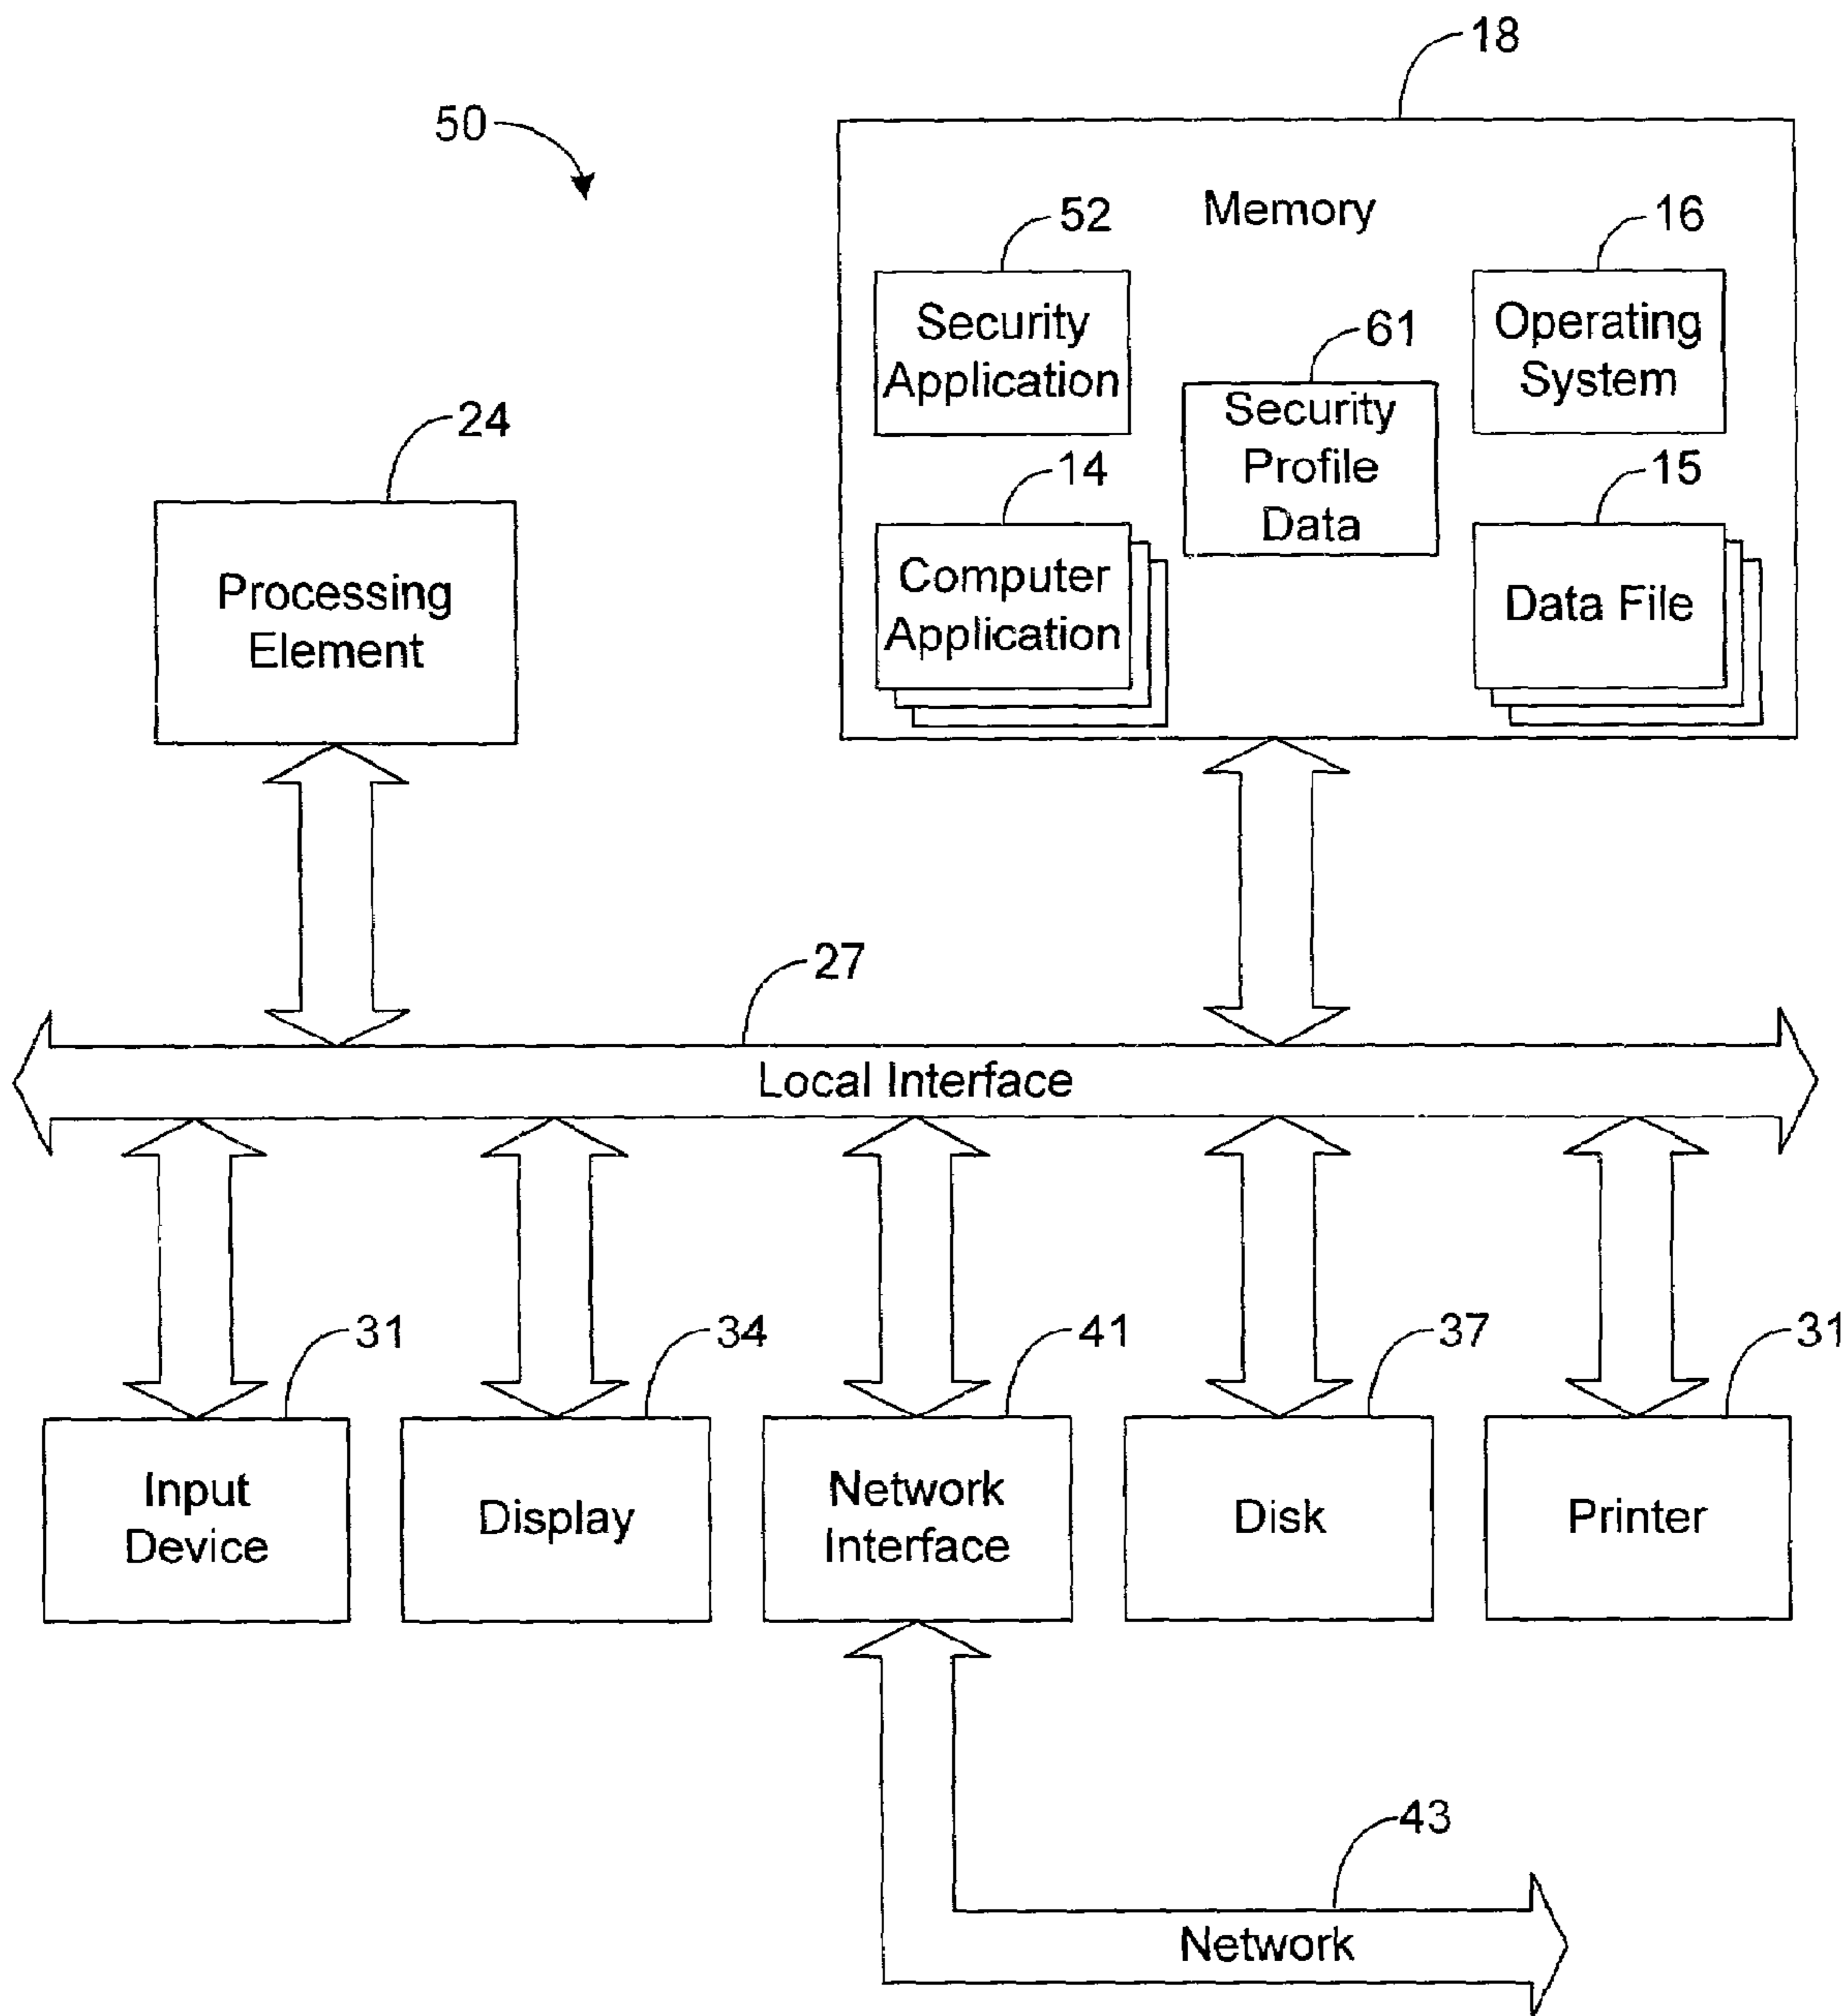 18
50
Memory
52
16
Security
Application
61
Operating
System
Security
Profile
Data
24
14
15
Processing
Element
Computer
Application
Data File
27
Local Interface
31
34
41
37
31
Input
Device
Display
Network
Interface
Disk
Printer
43
Network